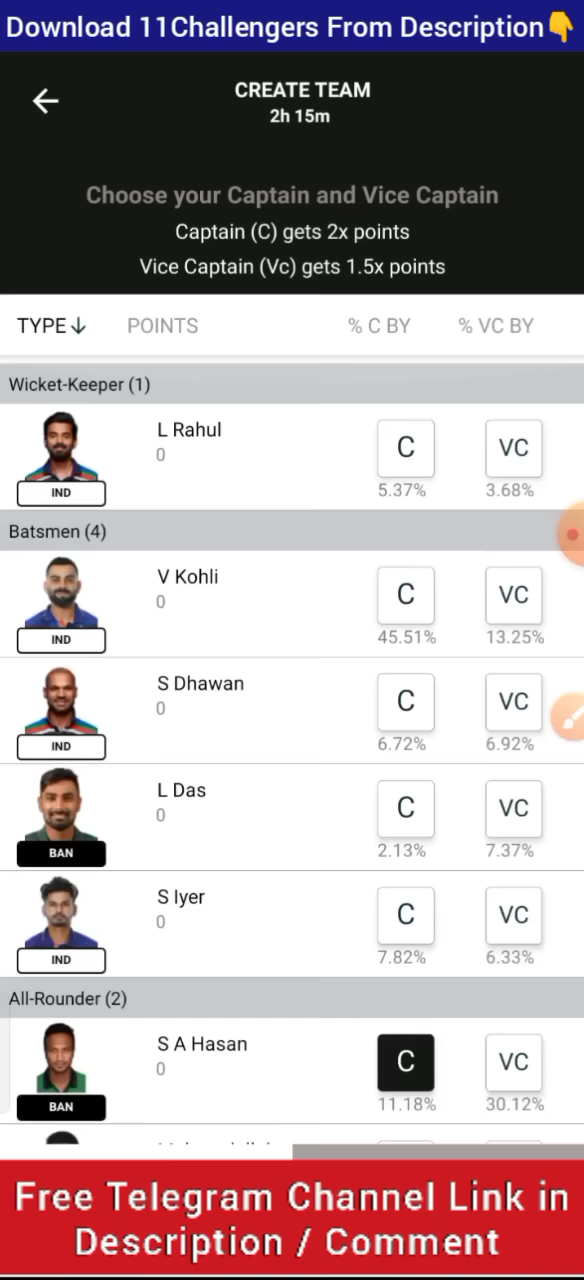 Download 11Challengers From Description👇
CREATE TEAM
2h 15m
Choose your Captain and Vice Captain
Captain (C) gets 2x points
Vice Captain (Vc) gets 1.5x points
TYPE↓ POINTS % C BY % VC BY
Wicket-Keeper (1)
L Rahul
0
C VC
IND 5.37% 3.68%
Batsmen (4)
V Kohli
0
C VC
IND 45.51% 13.25%
S Dhawan
0
C VC
IND 6.72% 6.92%
L Das
0
C VC
BAN 2.13% 7.37%
S Iyer
0
C VC
IND 7.82% 6.33%
All-Rounder (2)
S A Hasan
0
C VC
BAN 11.18% 30.12%
Free Telegram Channel Link in
Description / Comment